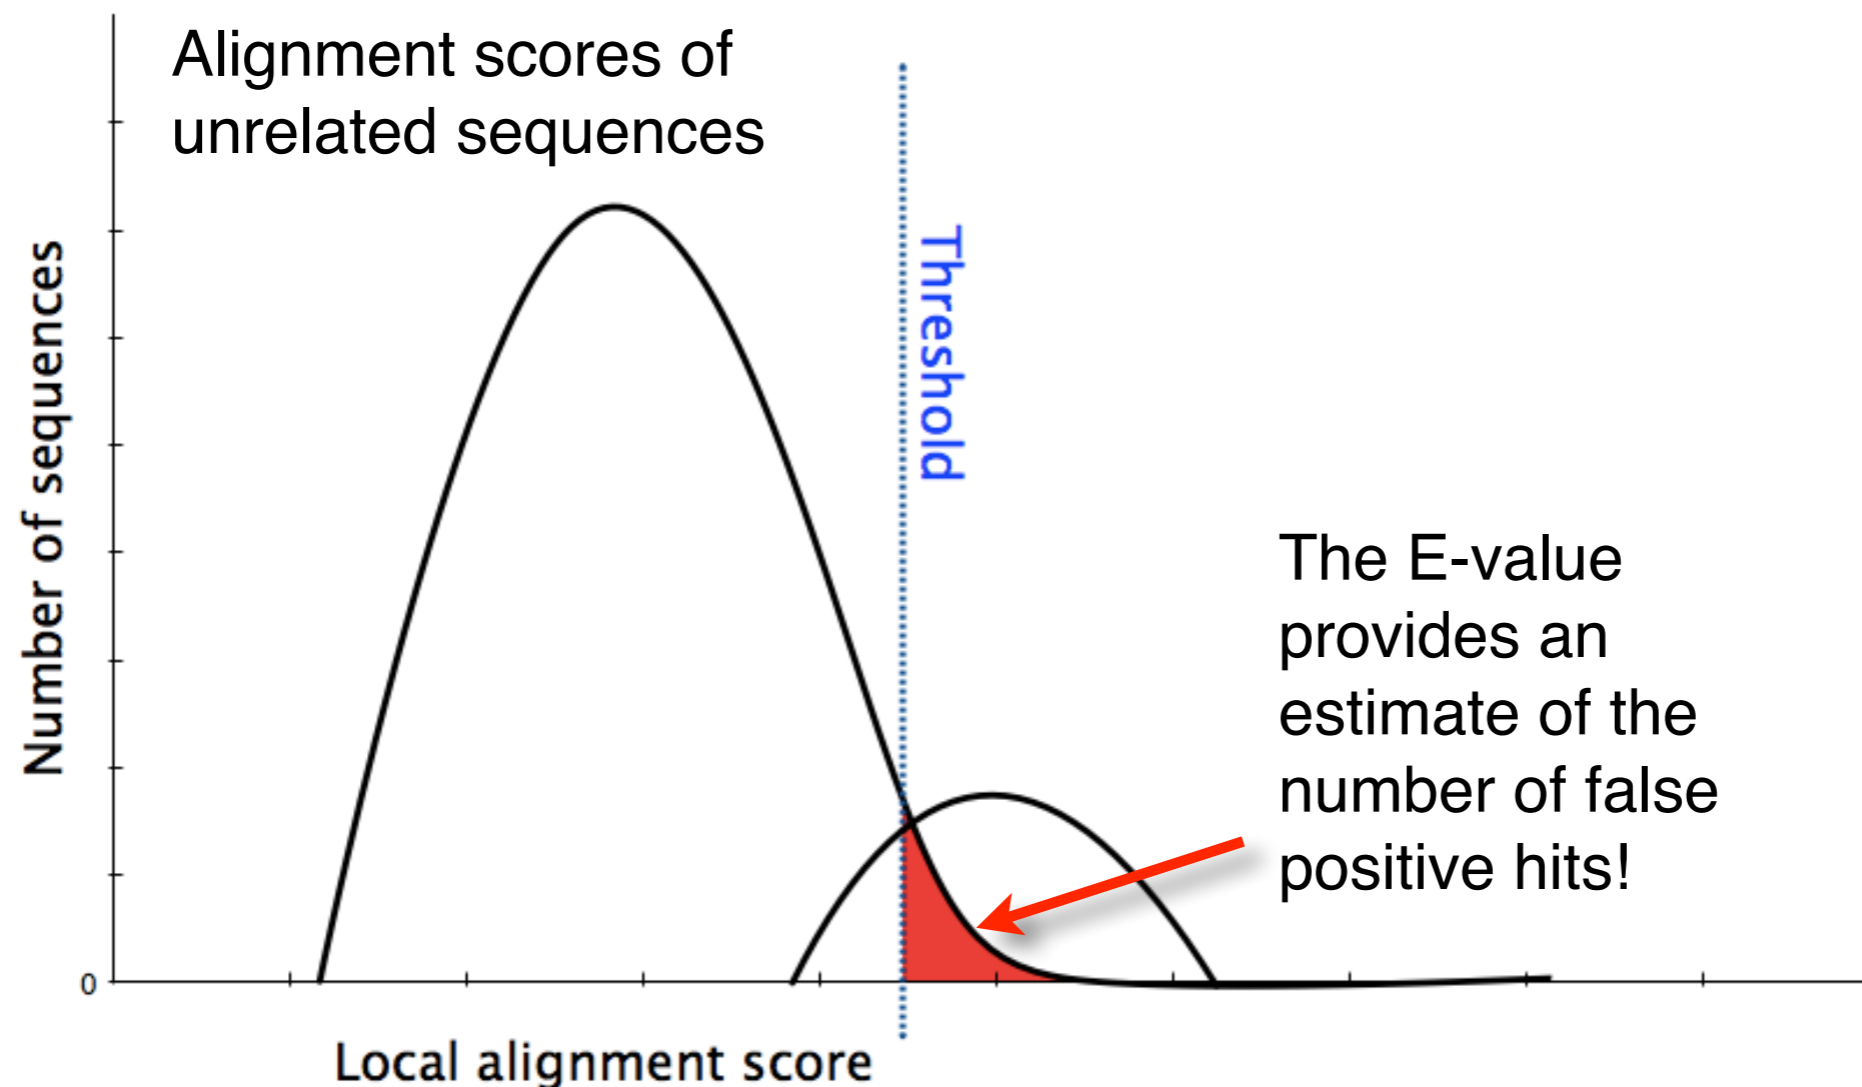 Alignment scores of
unrelated sequences
Number of sequences
Threshold
The E-value
provides an
estimate of the
number of false
positive hits!
0
Local alignment score